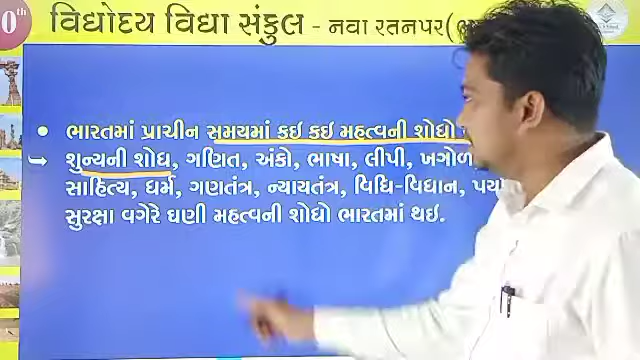 0th
વિદ્યોદય વિદ્યા સંકુલ - નવા રતનપર
• ભારતમાં પ્રાચીન સમયમાં કઇ કઇ મહત્વની શોધો
શુન્યની શોધ, ગણિત, અંકો, ભાષા, લીપી, ખગોળ
સાહિત્ય, ધર્મ, ગણતંત્ર, ન્યાયતંત્ર, વિધિ-વિધાન,
સુરક્ષા વગેરે ઘણી મહત્વની શોધો ભારતમાં થઇ.